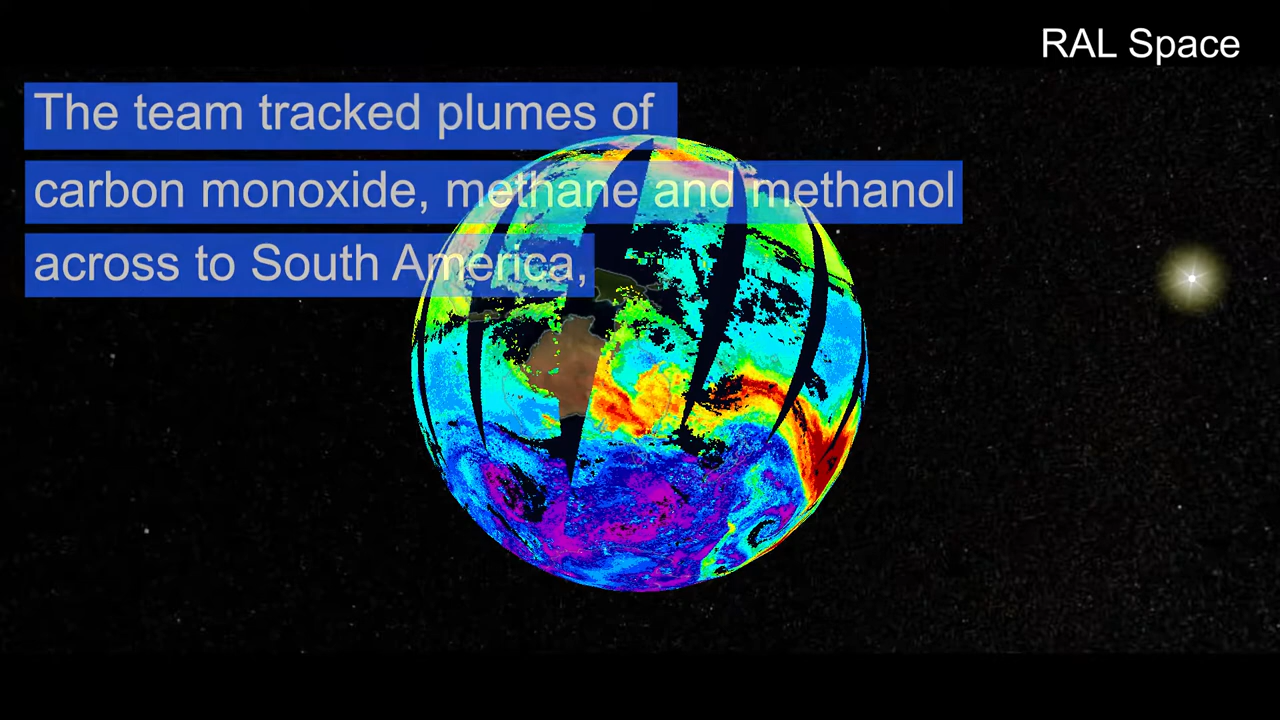 RAL Space
The team tracked plumes of
carbon monoxide, methane and methanol
across to South America,